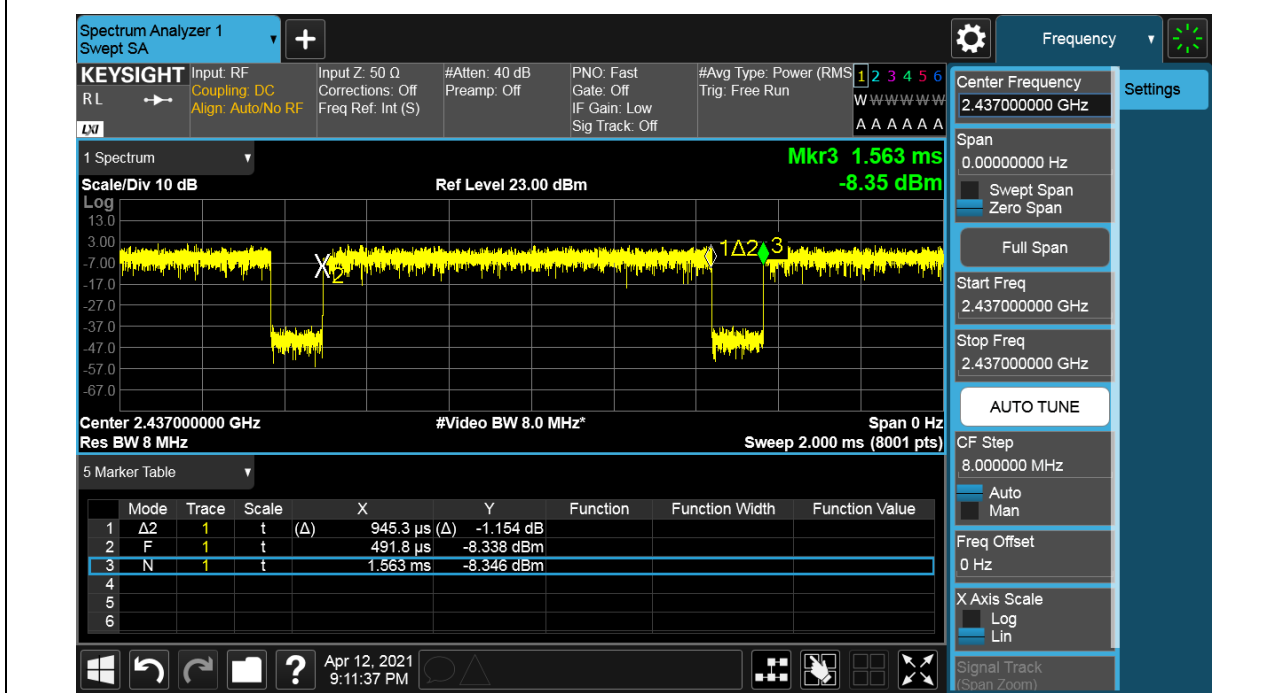 Spectrum Analyzer 1
Swept SA
Frequency
KEYSIGHT
R L
LXI
Input: RF
Coupling: DC
Align: Auto/No RF
Input Z: 50 Ω
Corrections: Off
Freq Ref: Int (S)
#Atten: 40 dB
Preamp: Off
PNO: Fast
Gate: Off
IF Gain: Low
Sig Track: Off
#Avg Type: Power (RMS
Trig: Free Run
1 2 3 4 5 6
W W W W W W
A A A A A A
1 Spectrum
Mkr3 1.563 ms
Scale/Div 10 dB
Ref Level 23.00 dBm
-8.35 dBm
Log
13.0
3.00
-7.00
-17.0
-27.0
-37.0
-47.0
-57.0
-67.0
2
1Δ2
3
Center 2.437000000 GHz
#Video BW 8.0 MHz*
Span 0 Hz
Res BW 8 MHz
Sweep 2.000 ms (8001 pts)
5 Marker Table
Mode Trace Scale X Y Function Function Width Function Value
1 Δ2 1 t (Δ) 945.3 µs (Δ) -1.154 dB
2 F 1 t 491.8 µs -8.338 dBm
3 N 1 t 1.563 ms -8.346 dBm
4
5
6
Apr 12, 2021
9:11:37 PM
Center Frequency
2.437000000 GHz
Settings
Span
0.00000000 Hz
Swept Span
Zero Span
Full Span
Start Freq
2.437000000 GHz
Stop Freq
2.437000000 GHz
AUTO TUNE
CF Step
8.000000 MHz
Auto
Man
Freq Offset
0 Hz
X Axis Scale
Log
Lin
Signal Track
(Span Zoom)